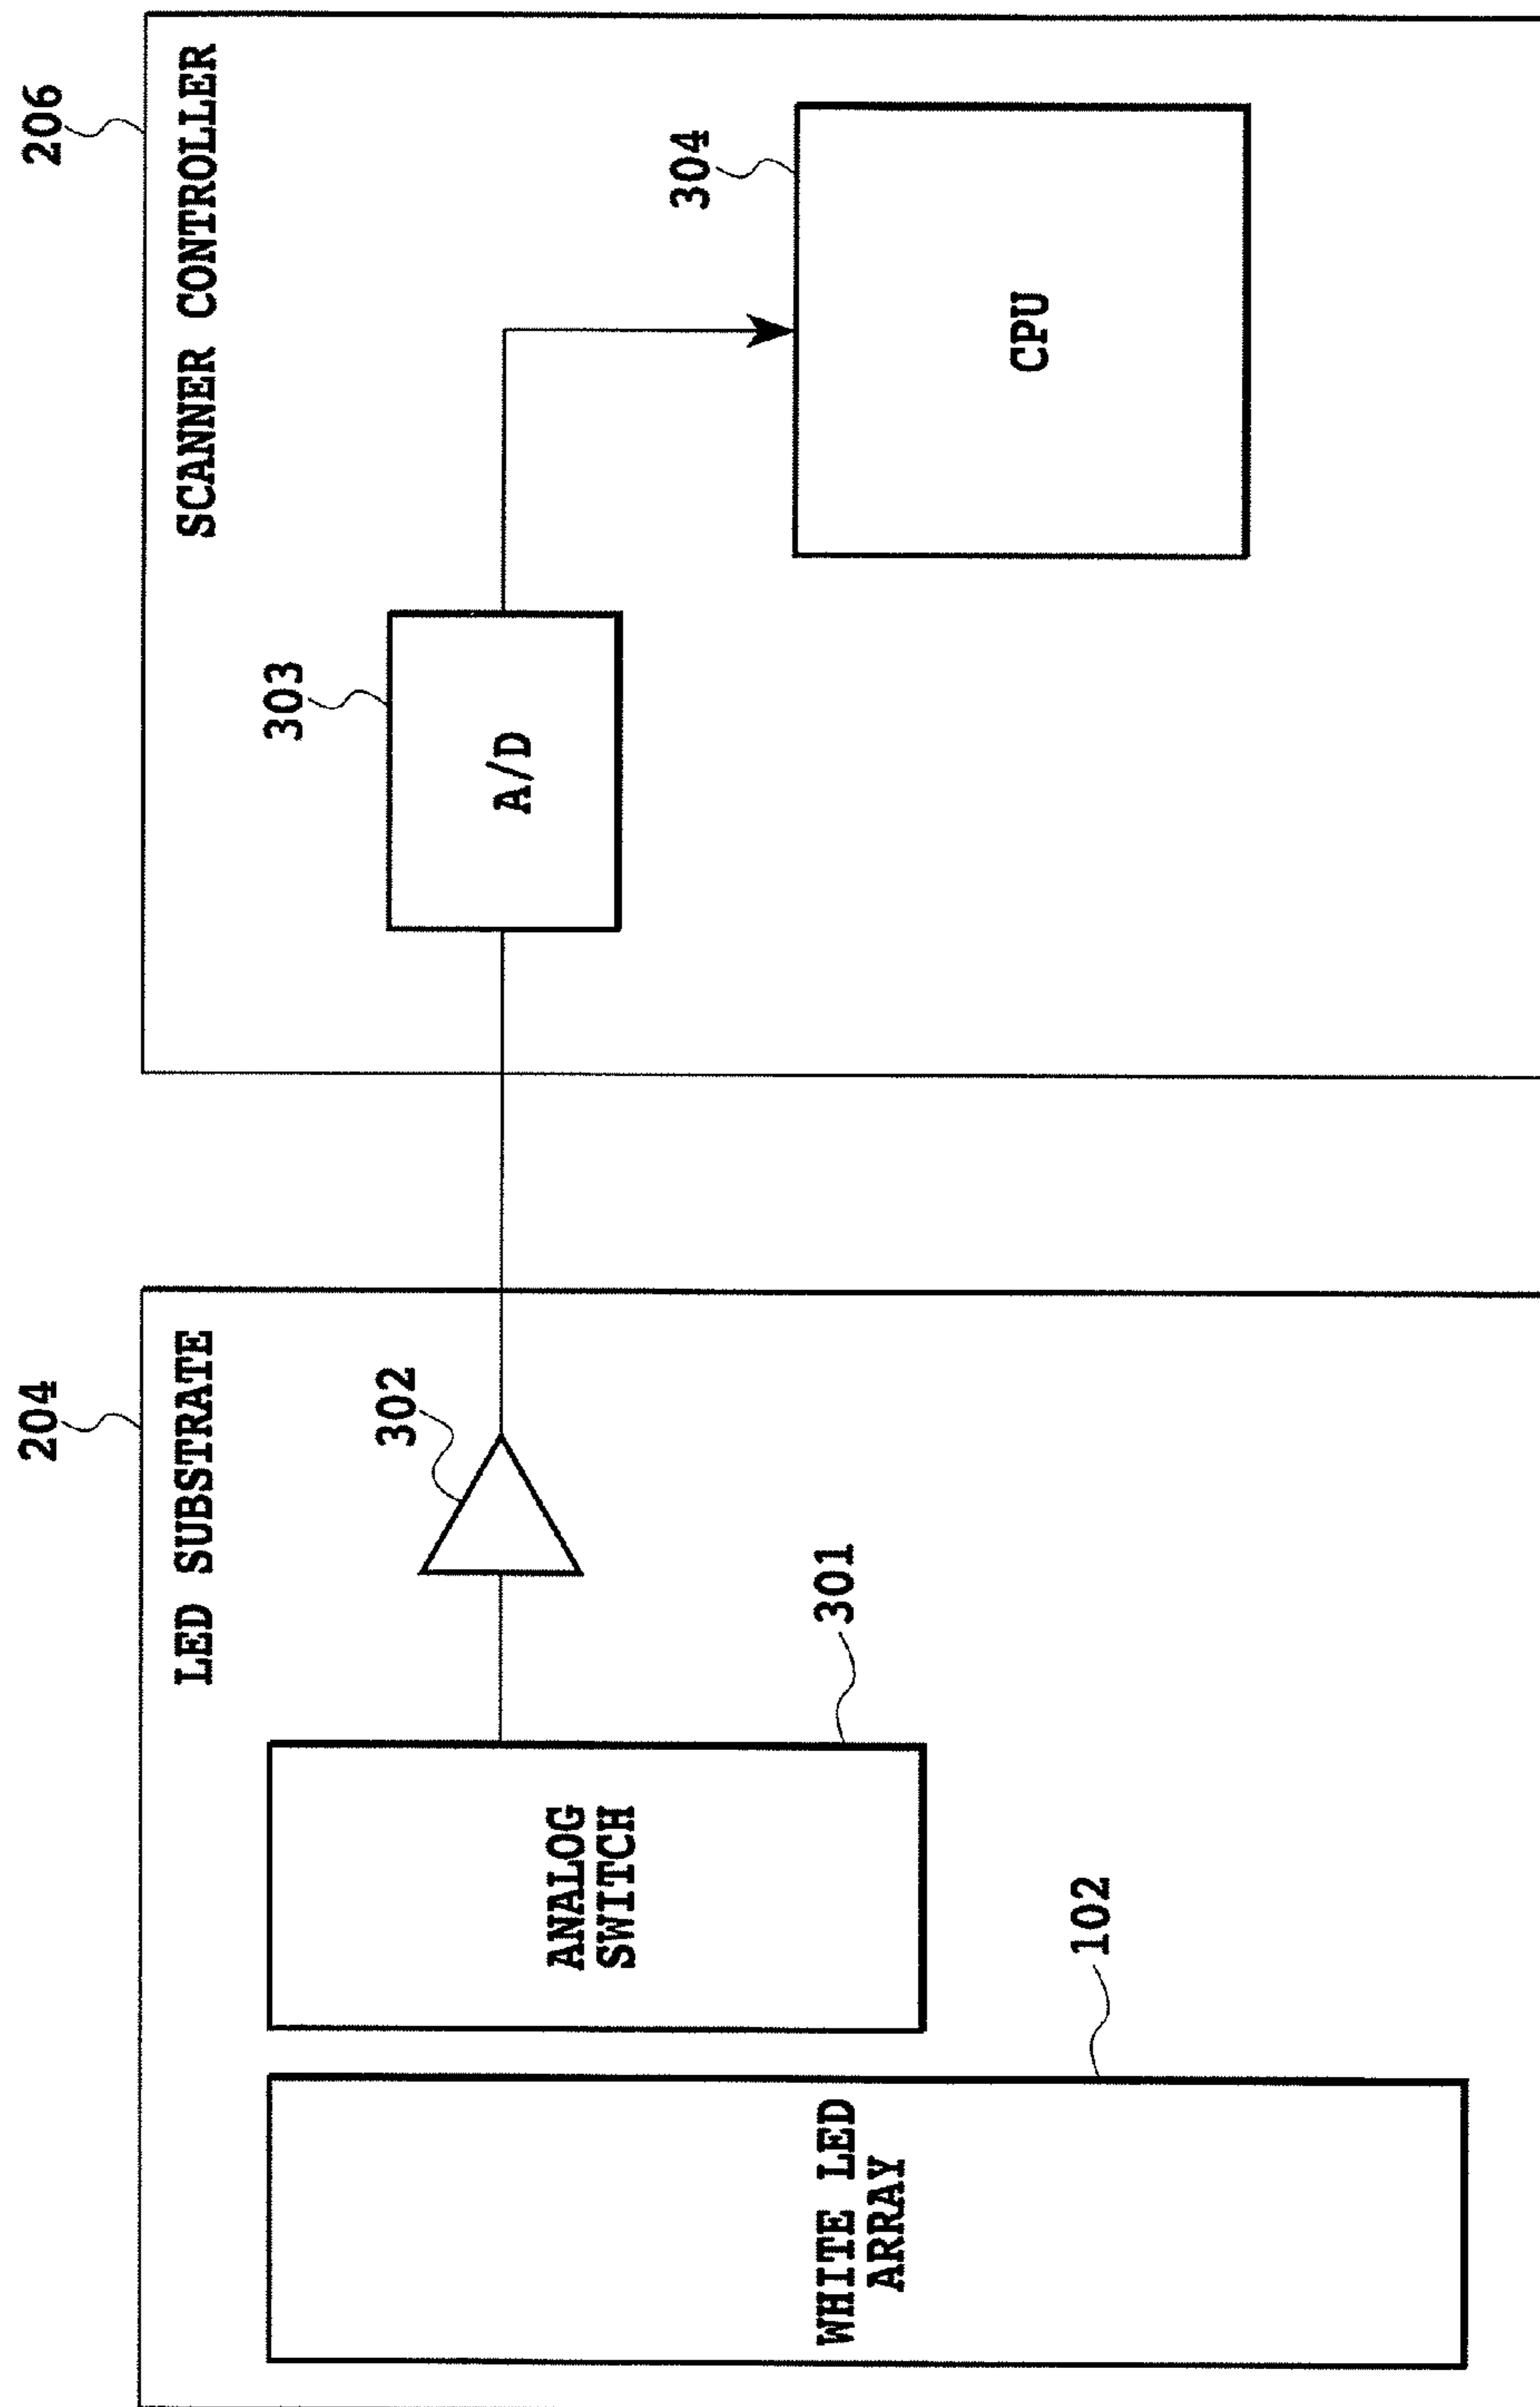 204
LED SUBSTRATE
302
301
ANALOG
SWITCH
102
WHITE LED
ARRAY
206
SCANNER CONTROLLER
303
A/D
304
CPU